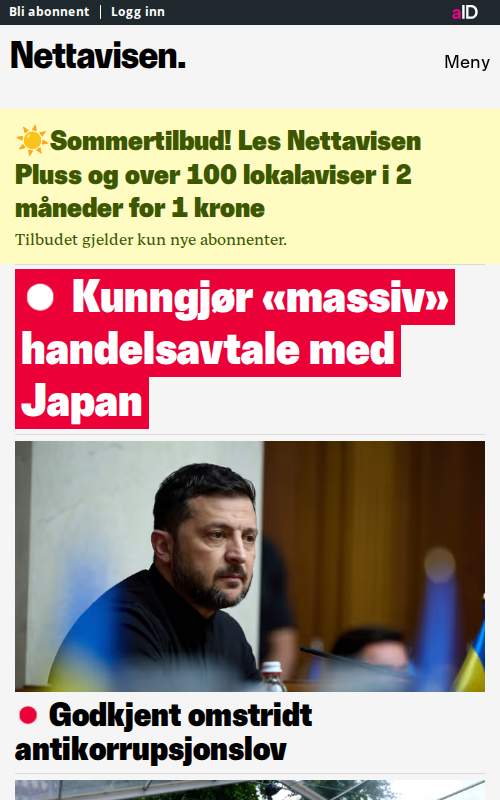 Bli abonnent | Logg inn
aID
Nettavisen.
Meny
☀️Sommertilbud! Les Nettavisen
Pluss og over 100 lokalaviser i 2
måneder for 1 krone
Tilbudet gjelder kun nye abonnenter.
Kunngjør «massiv»
handelsavtale med
Japan
Godkjent omstridt
antikorrupsjonslov